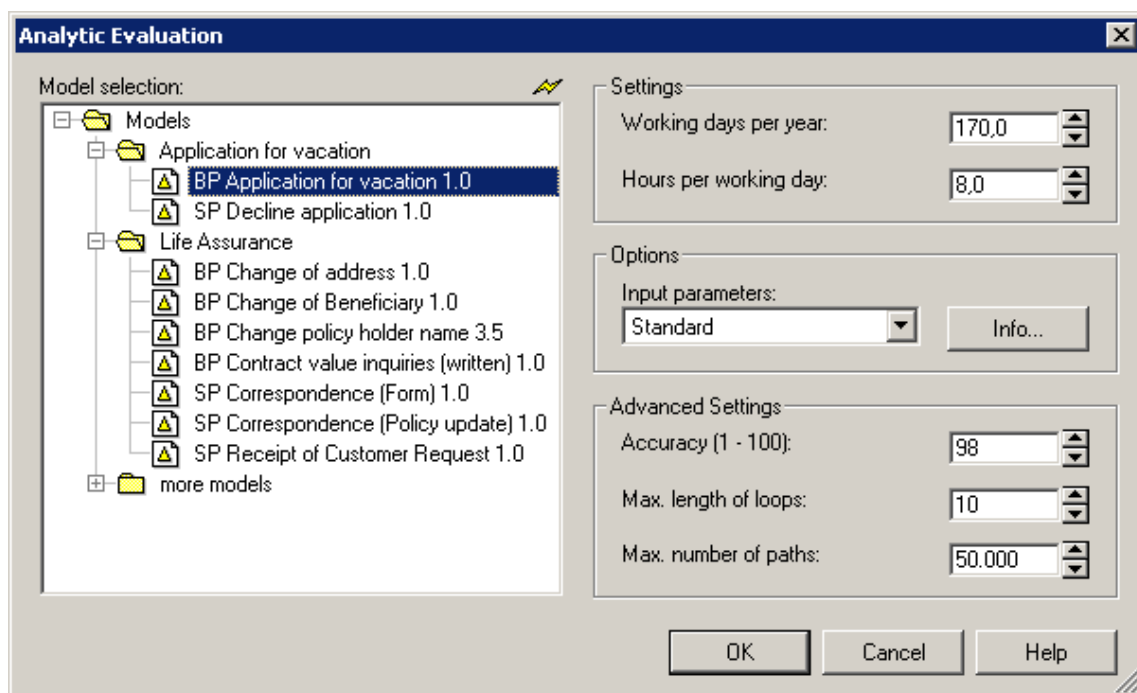 Analytic Evaluation
Model selection:
Models
Application for vacation
BP Application for vacation 1.0
SP Decline application 1.0
Life Assurance
BP Change of address 1.0
BP Change of Beneficiary 1.0
BP Change policy holder name 3.5
BP Contract value inquiries (written) 1.0
SP Correspondence (Form) 1.0
SP Correspondence (Policy update) 1.0
SP Receipt of Customer Request 1.0
more models
Settings
Working days per year: 170,0
Hours per working day: 8,0
Options
Input parameters:
Standard Info...
Advanced Settings
Accuracy (1 - 100): 98
Max. length of loops: 10
Max. number of paths: 50.000
OK Cancel Help